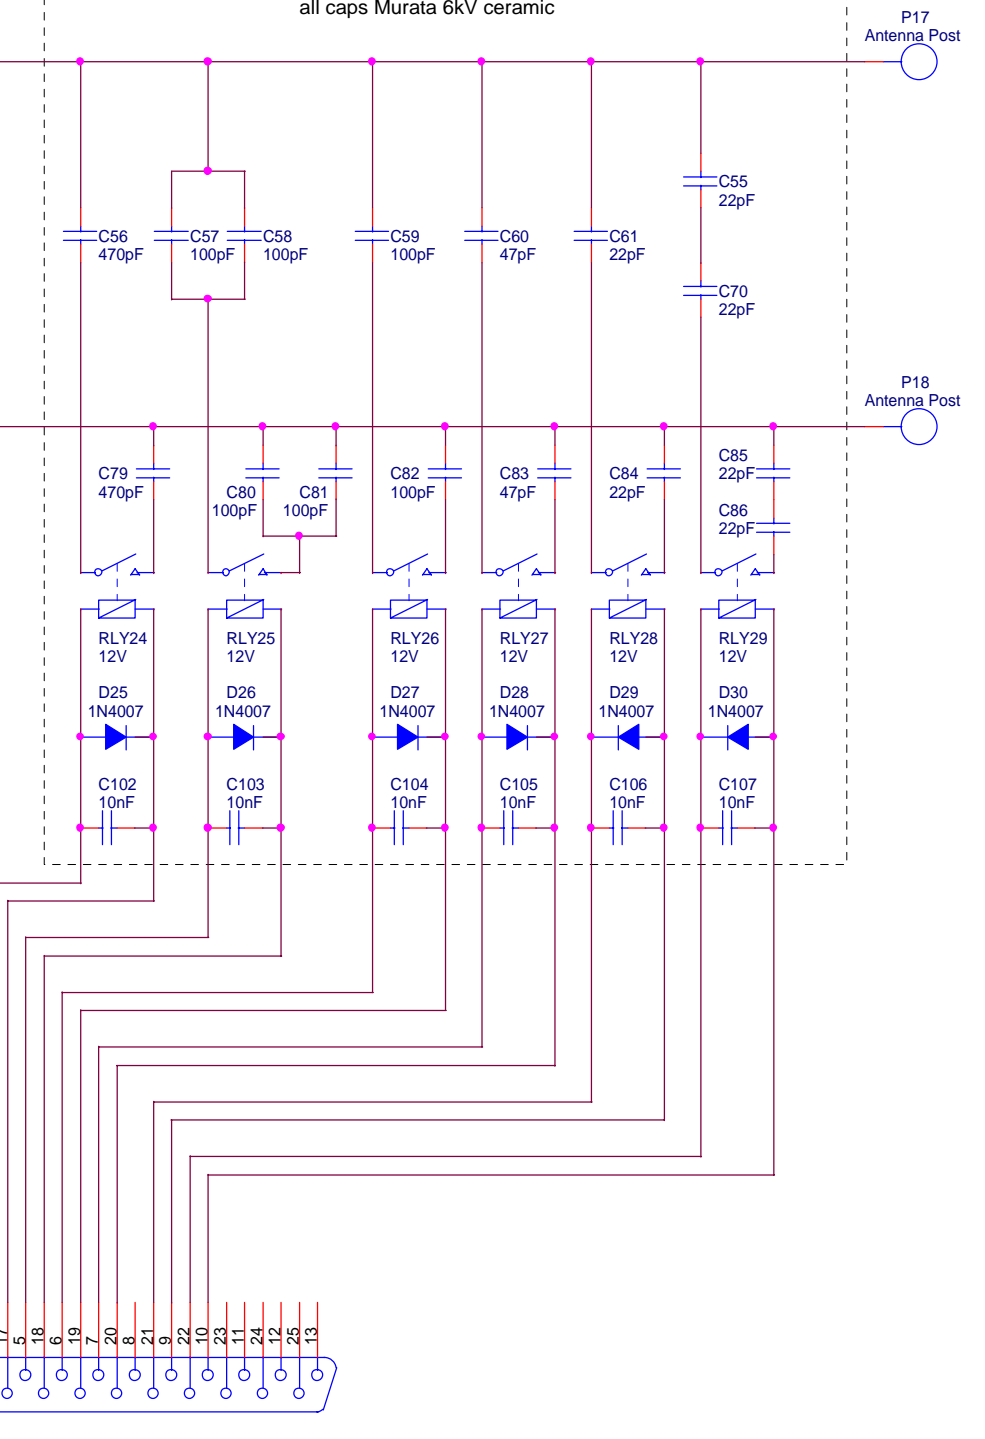 all caps Murata 6kV ceramic
P17
Antenna Post
C55
22pF
C56
470pF
C57
100pF
C58
100pF
C59
100pF
C60
47pF
C61
22pF
C70
22pF
P18
Antenna Post
C79
470pF
C80
100pF
C81
100pF
C82
100pF
C83
47pF
C84
22pF
C85
22pF
C86
22pF
RLY24
12V
RLY25
12V
RLY26
12V
RLY27
12V
RLY28
12V
RLY29
12V
D25
1N4007
D26
1N4007
D27
1N4007
D28
1N4007
D29
1N4007
D30
1N4007
C102
10nF
C103
10nF
C104
10nF
C105
10nF
C106
10nF
C107
10nF
17
5
18
6
19
7
20
8
21
9
22
10
23
11
24
12
25
13